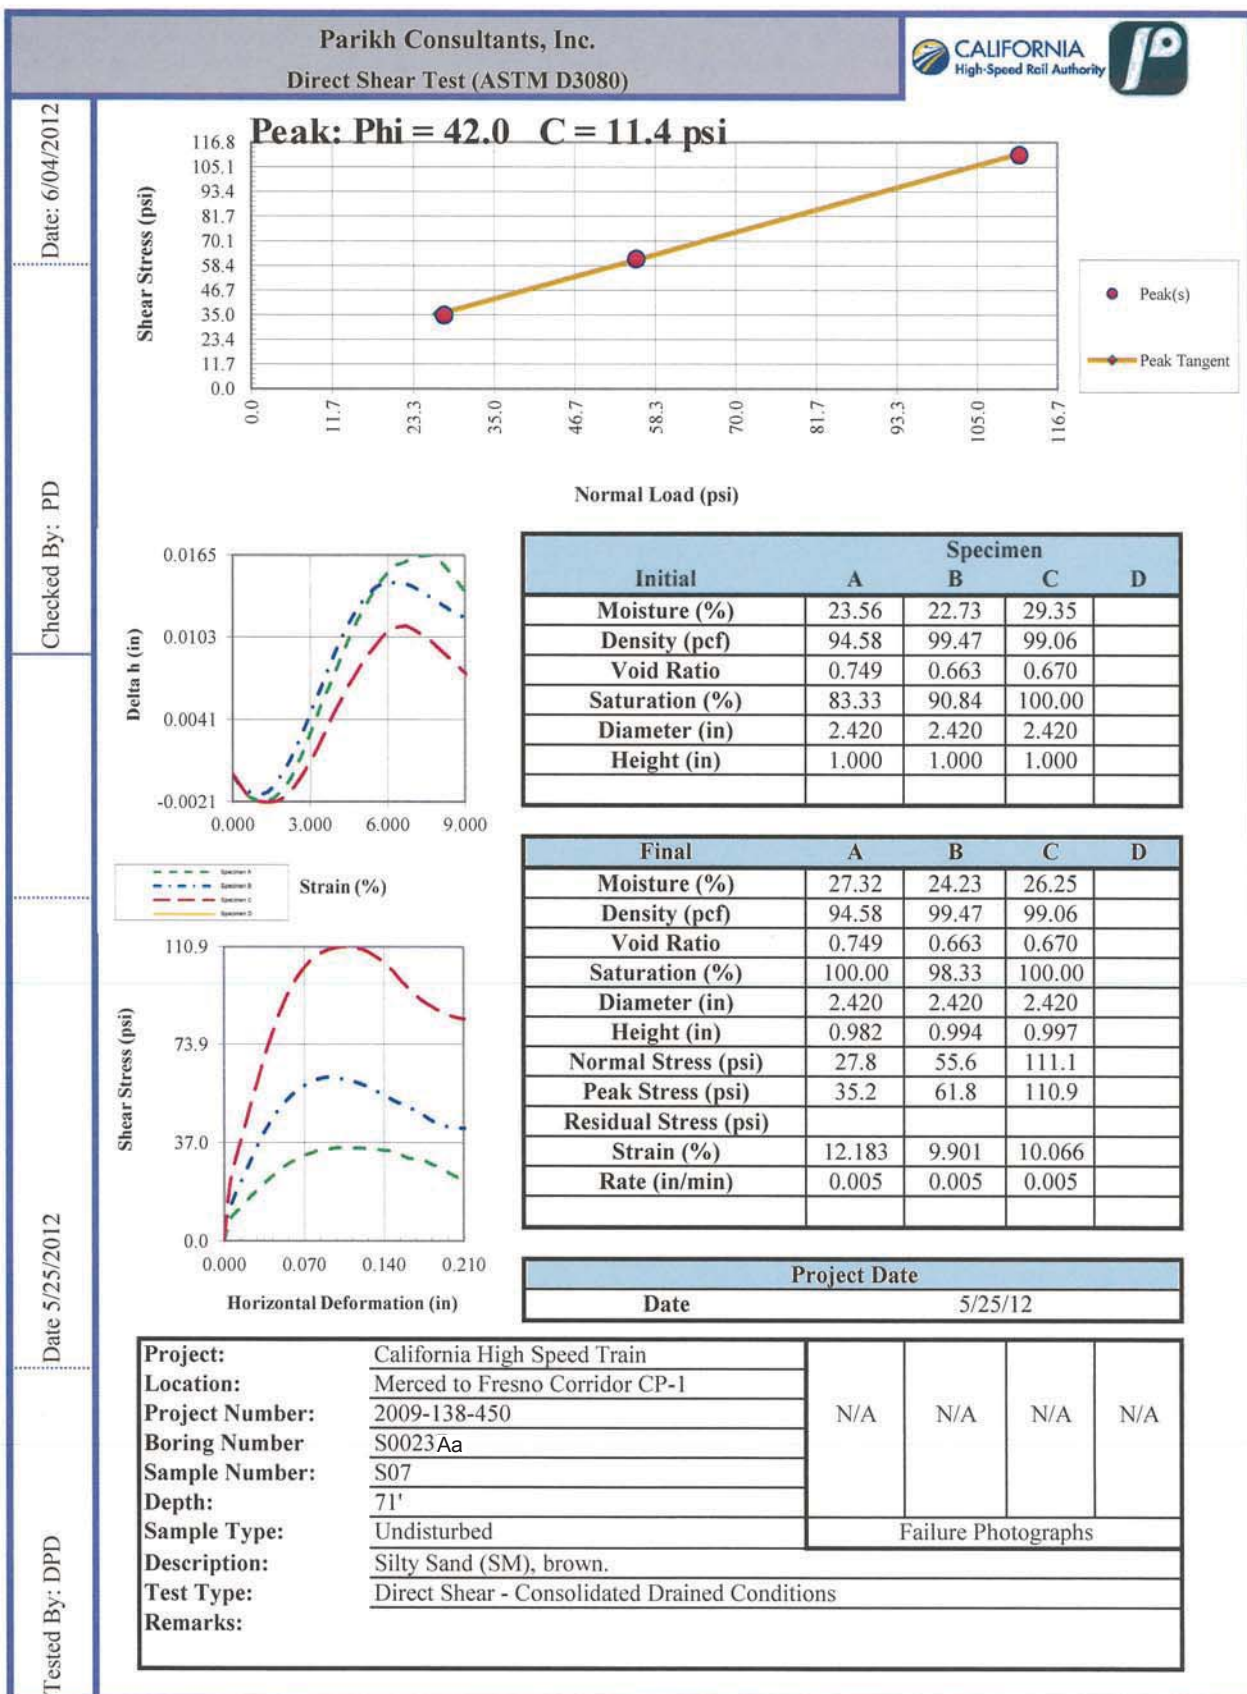 Parikh Consultants, Inc.
Direct Shear Test (ASTM D3080)
CALIFORNIA
High-Speed Rail Authority
Date: 6/04/2012
Checked By: PD
Date 5/25/2012
Tested By: DPD
Peak: Phi = 42.0 C = 11.4 psi
Shear Stress (psi)
116.8
105.1
93.4
81.7
70.1
58.4
46.7
35.0
23.4
11.7
0.0
0.0 11.7 23.3 35.0 46.7 58.3 70.0 81.7 93.3 105.0 116.7
Normal Load (psi)
Peak(s)
Peak Tangent
Delta h (in)
0.0165
0.0103
0.0041
-0.0021
0.000 3.000 6.000 9.000
Strain (%)
Specimen A
Specimen B
Specimen C
Specimen D
Shear Stress (psi)
110.9
73.9
37.0
0.0
0.000 0.070 0.140 0.210
Horizontal Deformation (in)
Specimen
Initial A B C D
Moisture (%) 23.56 22.73 29.35
Density (pcf) 94.58 99.47 99.06
Void Ratio 0.749 0.663 0.670
Saturation (%) 83.33 90.84 100.00
Diameter (in) 2.420 2.420 2.420
Height (in) 1.000 1.000 1.000
Final A B C D
Moisture (%) 27.32 24.23 26.25
Density (pcf) 94.58 99.47 99.06
Void Ratio 0.749 0.663 0.670
Saturation (%) 100.00 98.33 100.00
Diameter (in) 2.420 2.420 2.420
Height (in) 0.982 0.994 0.997
Normal Stress (psi) 27.8 55.6 111.1
Peak Stress (psi) 35.2 61.8 110.9
Residual Stress (psi)
Strain (%) 12.183 9.901 10.066
Rate (in/min) 0.005 0.005 0.005
Project Date
Date 5/25/12
Project: California High Speed Train
Location: Merced to Fresno Corridor CP-1
Project Number: 2009-138-450
Boring Number S0023Aa
Sample Number: S07
Depth: 71'
Sample Type: Undisturbed
Description: Silty Sand (SM), brown.
Test Type: Direct Shear - Consolidated Drained Conditions
Remarks:
N/A N/A N/A N/A
Failure Photographs